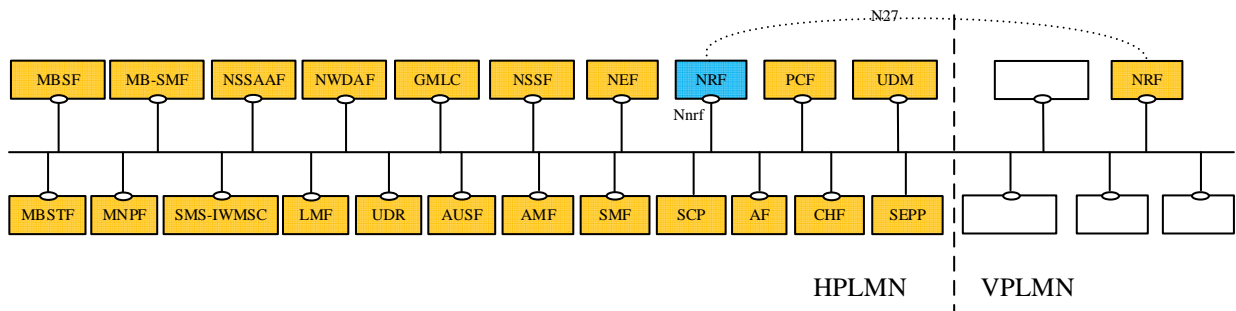 N27
MBSF MB-SMF NSSAAF NWDAF GMLC NSSF NEF NRF PCF UDM NRF
Nnrf
MBSTF MNPF SMS-IWMSC LMF UDR AUSF AMF SMF SCP AF CHF SEPP
HPLMN VPLMN